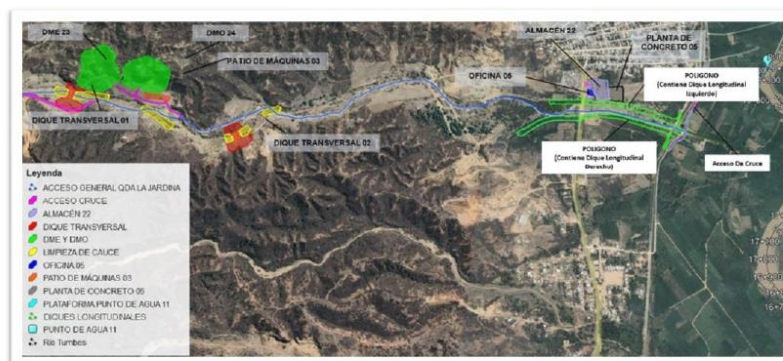 DME 23
DMO 24
PATIO DE MÁQUINAS 03
ALMACÉN 22
PLANTA DE
CONCRETO 05
OFICINA 05
POLIGONO
(Contiene Dique Longitudinal
Izquierdo)
DIQUE TRANSVERSAL 01
DIQUE TRANSVERSAL 02
POLIGONO
(Contiene Dique Longitudinal
Derecho)
Acceso De Cruce
Leyenda
ACCESO GENERAL QDA LA JARDINA
ACCESO CRUCE
ALMACÉN 22
DIQUE TRANSVERSAL
DME Y DMO
LIMPIEZA DE CAUCE
OFICINA 05
PATIO DE MÁQUINAS 03
PLANTA DE CONCRETO 05
PLATAFORMA PUNTO DE AGUA 11
DIQUES LONGITUDINALES
PUNTO DE AGUA 11
Río Tumbes